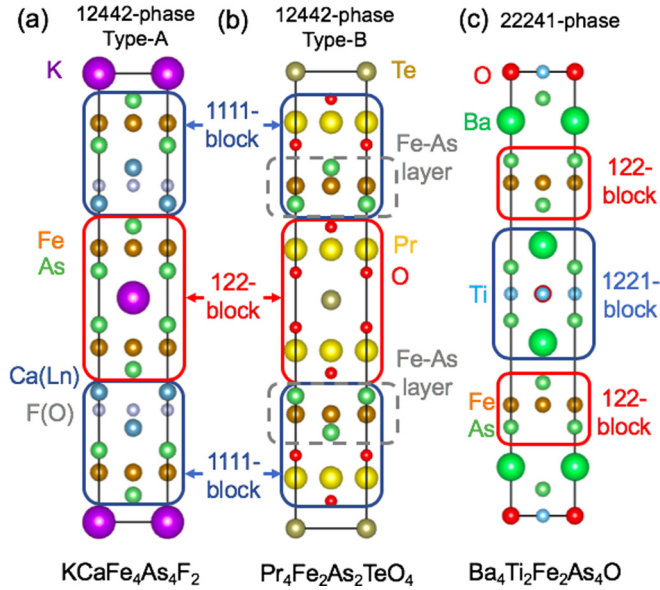 (a) 12442-phase
Type-A
(b) 12442-phase
Type-B
(c) 22241-phase
K
Te
O
1111-
block
Fe-As
layer
Ba
122-
block
Fe
As
Pr
O
122-
block
Ti
1221-
block
Ca(Ln)
F(O)
Fe-As
layer
Fe
As
122-
block
1111-
block
KCaFe₄As₄F₂
Pr₄Fe₂As₂TeO₄
Ba₄Ti₂Fe₂As₄O